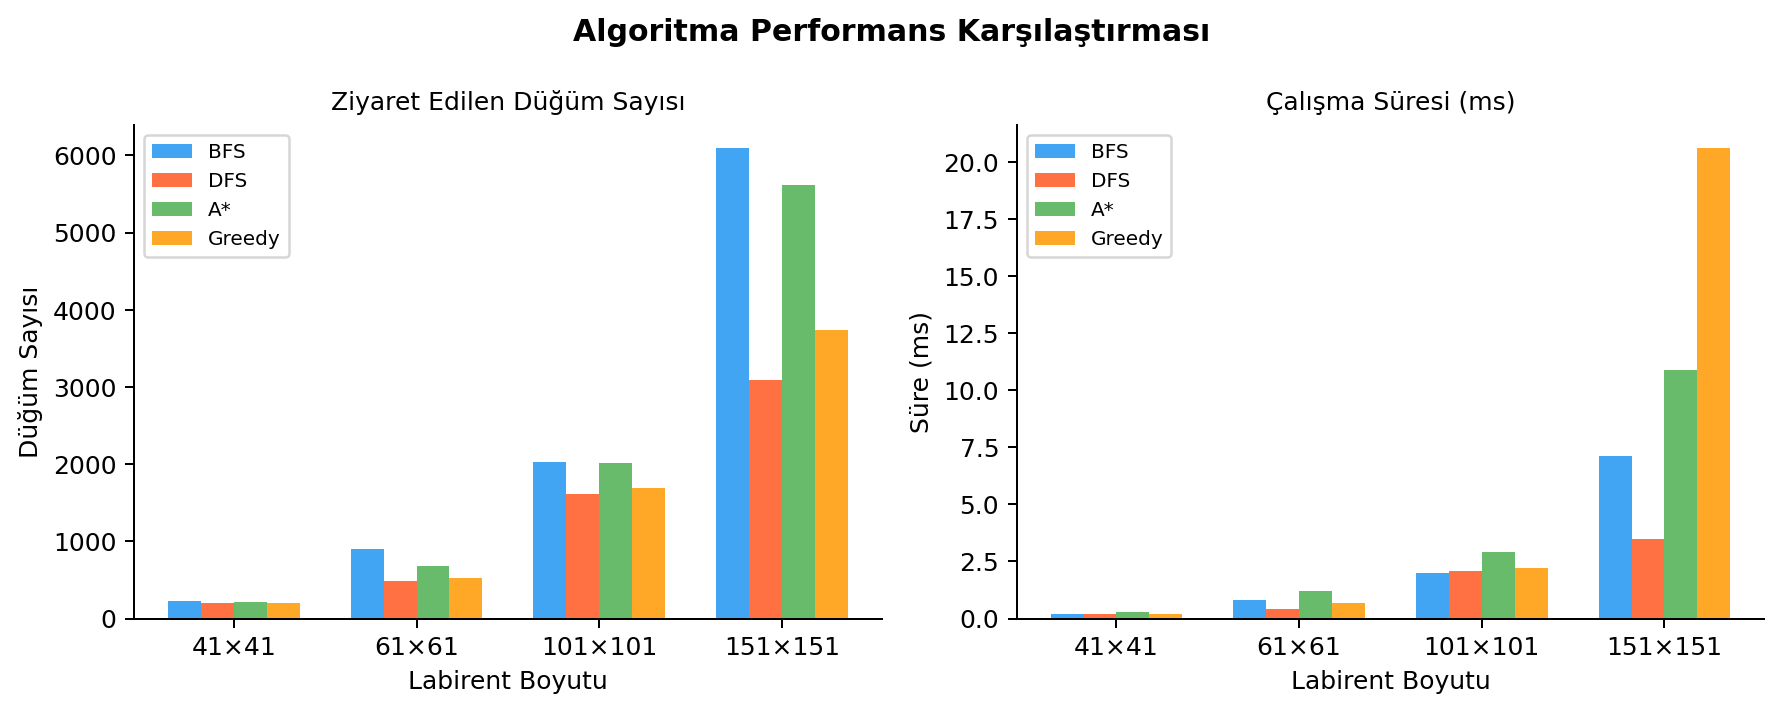 Algoritma Performans Karşılaştırması
Ziyaret Edilen Düğüm Sayısı
BFS
DFS
A*
Greedy
6000
5000
4000
3000
2000
1000
0
Düğüm Sayısı
41×41 61×61 101×101 151×151
Labirent Boyutu
Çalışma Süresi (ms)
BFS
DFS
A*
Greedy
20.0
17.5
15.0
12.5
10.0
7.5
5.0
2.5
0.0
Süre (ms)
41×41 61×61 101×101 151×151
Labirent Boyutu